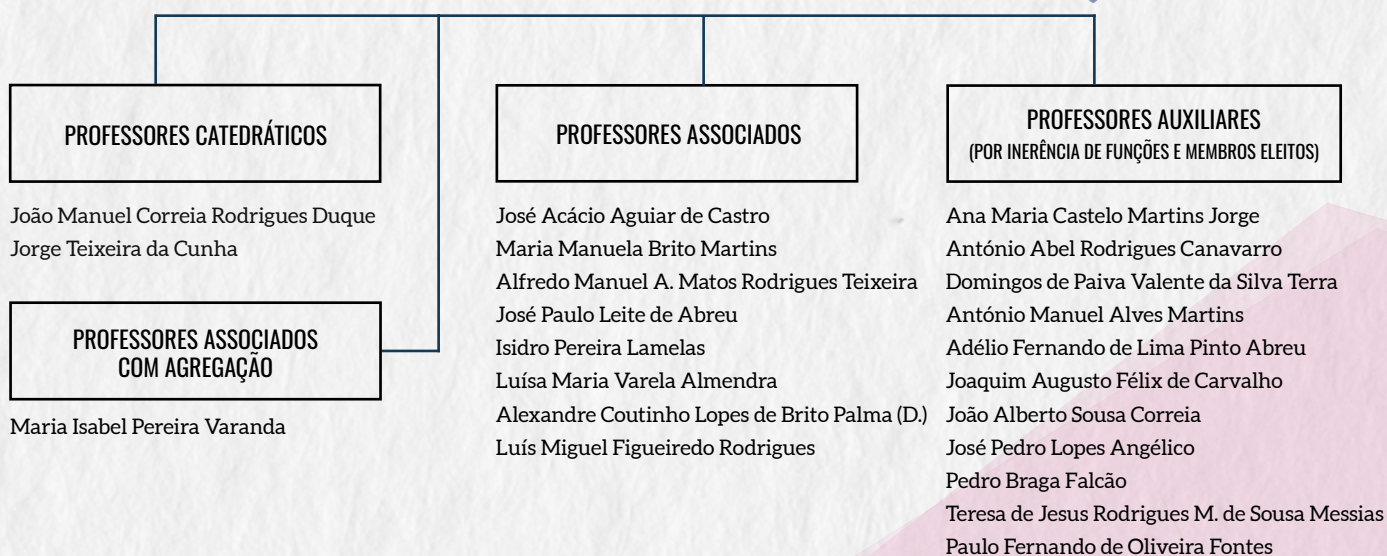 PROFESSORES CATEDRÁTICOS
João Manuel Correia Rodrigues Duque
Jorge Teixeira da Cunha
PROFESSORES ASSOCIADOS
COM AGREGAÇÃO
Maria Isabel Pereira Varanda
PROFESSORES ASSOCIADOS
José Acácio Aguiar de Castro
Maria Manuela Brito Martins
Alfredo Manuel A. Matos Rodrigues Teixeira
José Paulo Leite de Abreu
Isidro Pereira Lamelas
Luísa Maria Varela Almendra
Alexandre Coutinho Lopes de Brito Palma (D.)
Luís Miguel Figueiredo Rodrigues
PROFESSORES AUXILIARES
(POR INERÊNCIA DE FUNÇÕES E MEMBROS ELEITOS)
Ana Maria Castelo Martins Jorge
António Abel Rodrigues Canavarro
Domingos de Paiva Valente da Silva Terra
António Manuel Alves Martins
Adélio Fernando de Lima Pinto Abreu
Joaquim Augusto Félix de Carvalho
João Alberto Sousa Correia
José Pedro Lopes Angélico
Pedro Braga Falcão
Teresa de Jesus Rodrigues M. de Sousa Messias
Paulo Fernando de Oliveira Fontes